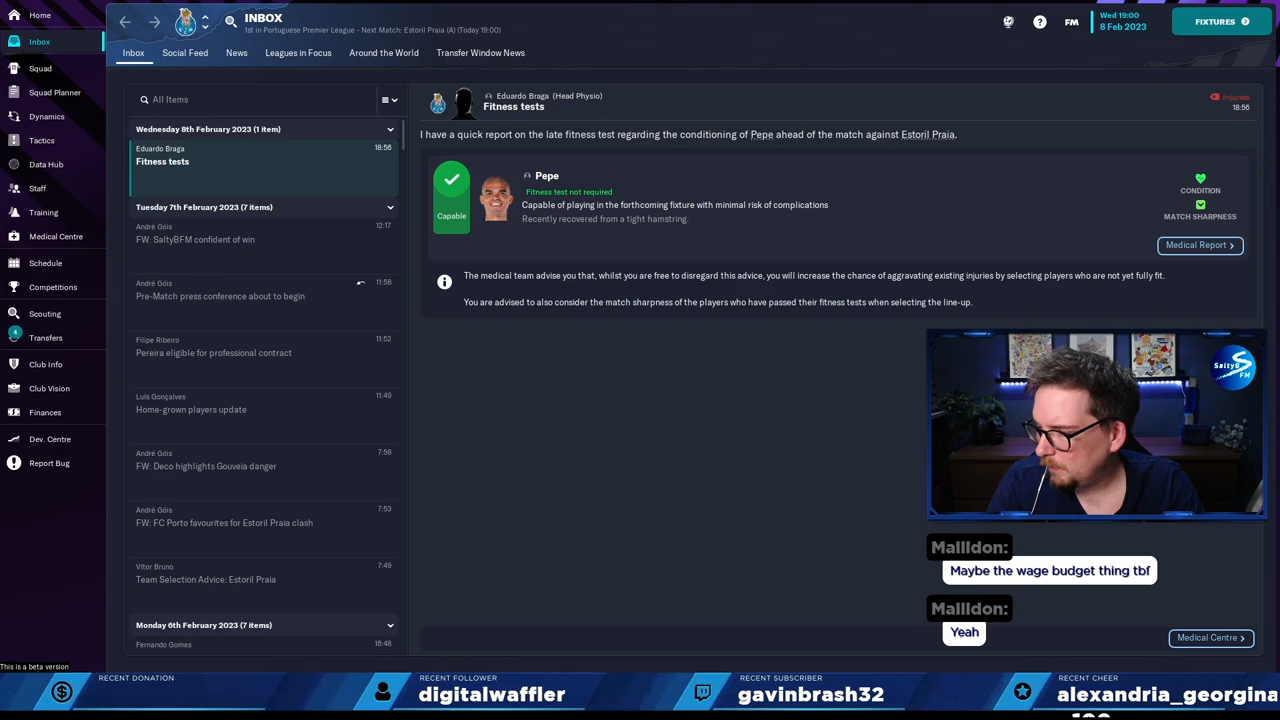 Home
Inbox
Squad
Squad Planner
Dynamics
Tactics
Data Hub
Staff
Training
Medical Centre
Schedule
Competitions
Scouting
4
Transfers
Club Info
Club Vision
Finances
Dev. Centre
Report Bug
This is a beta version
INBOX
1st in Portuguese Premier League - Next Match: Estoril Praia (A) (Today 19:00)
FM
Wed 19:00
8 Feb 2023
FIXTURES
Inbox
Social Feed
News
Leagues in Focus
Around the World
Transfer Window News
All Items
Wednesday 8th February 2023 (1 item)
Eduardo Braga
18:56
Fitness tests
Tuesday 7th February 2023 (7 items)
André Góis
12:17
FW: SaltyBFM confident of win
André Góis
11:58
Pre-Match press conference about to begin
Filipe Ribeiro
11:52
Pereira eligible for professional contract
Luís Gonçalves
11:49
Home-grown players update
André Góis
7:58
FW: Deco highlights Gouveia danger
André Góis
7:53
FW: FC Porto favourites for Estoril Praia clash
Vítor Bruno
7:49
Team Selection Advice: Estoril Praia
Monday 6th February 2023 (7 items)
Fernando Gomes
16:48
Eduardo Braga (Head Physio)
Fitness tests
Injuries
18:56
I have a quick report on the late fitness test regarding the conditioning of Pepe ahead of the match against Estoril Praia.
Capable
Pepe
Fitness test not required
Capable of playing in the forthcoming fixture with minimal risk of complications
Recently recovered from a tight hamstring.
CONDITION
MATCH SHARPNESS
Medical Report
The medical team advise you that, whilst you are free to disregard this advice, you will increase the chance of aggravating existing injuries by selecting players who are not yet fully fit.
You are advised to also consider the match sharpness of the players who have passed their fitness tests when selecting the line-up.
SaltyB
FM
Mallldon:
Maybe the wage budget thing tbf
Mallldon:
Yeah
Medical Centre
RECENT DONATION
RECENT FOLLOWER
digitalwaffler
RECENT SUBSCRIBER
gavinbrash32
RECENT CHEER
alexandria_georgina
100